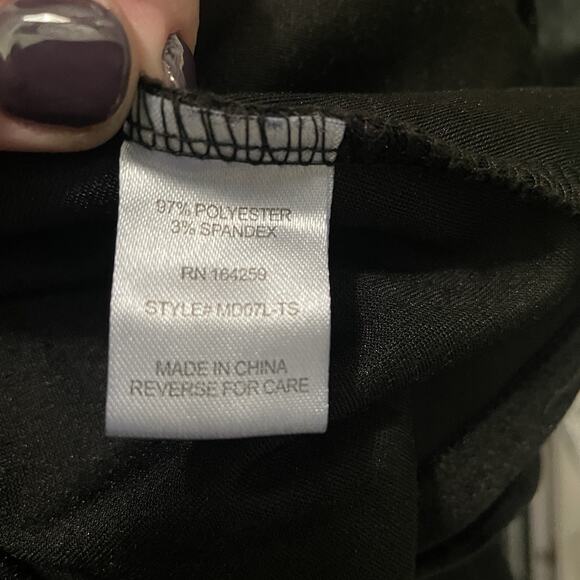 97% POLYESTER
3% SPANDEX
RN 164259
STYLE# MD07L-TS
MADE IN CHINA
REVERSE FOR CARE